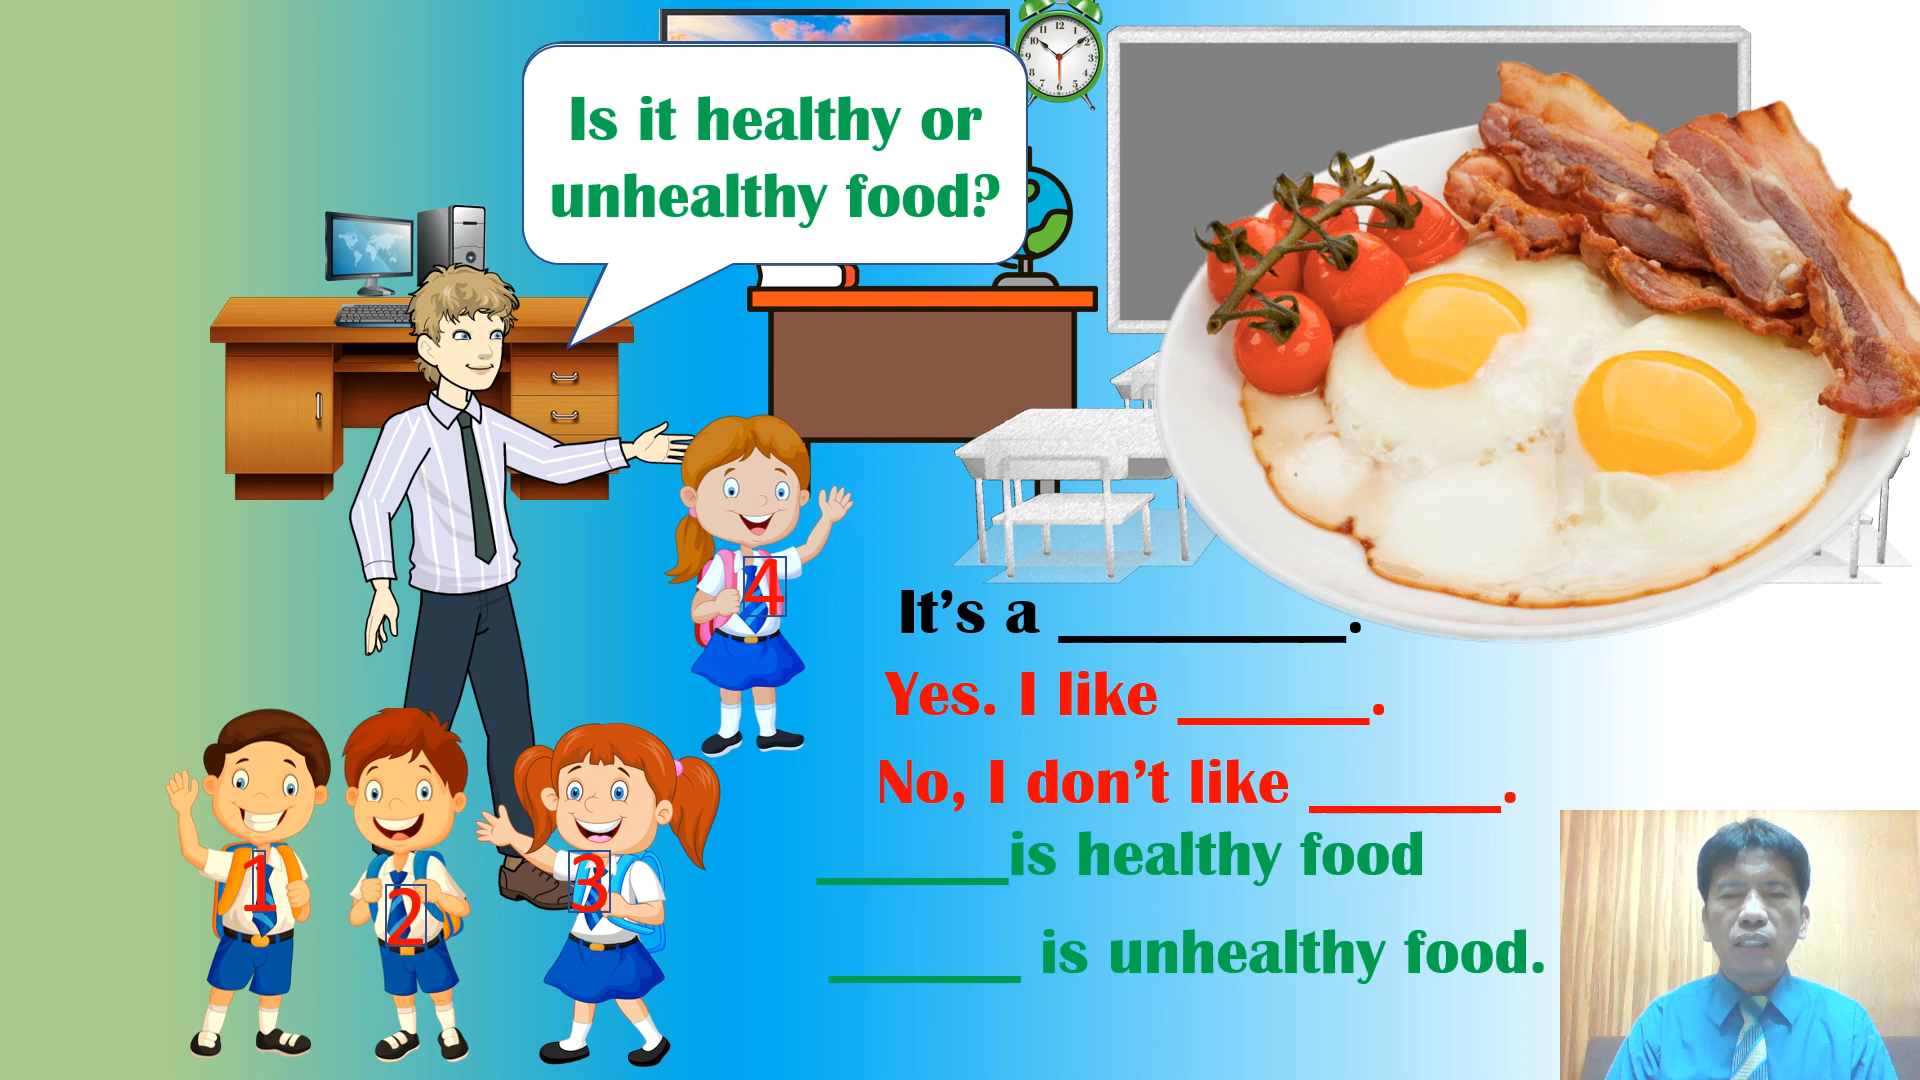 Is it healthy or
unhealthy food?
4
It's a _________.
Yes. I like ______.
No, I don't like ______.
______is healthy food
______ is unhealthy food.
1
2
3